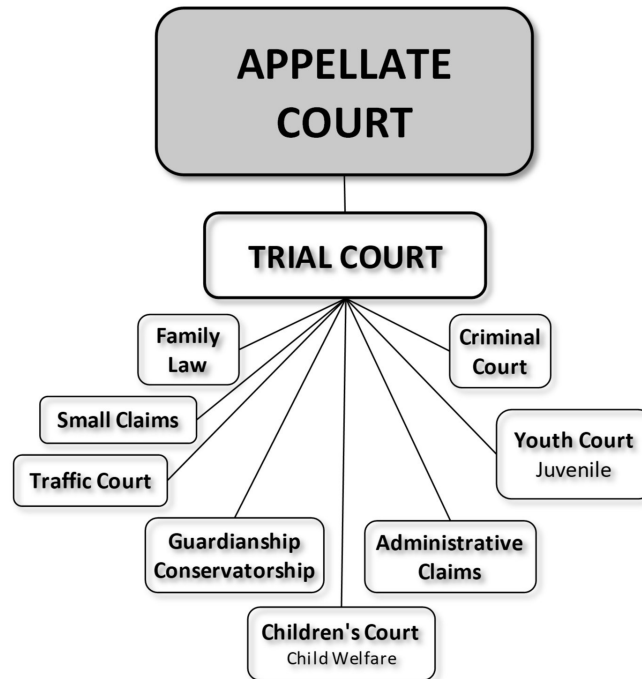 APPELLATE
COURT
TRIAL COURT
Family
Law
Criminal
Court
Small Claims
Youth Court
Juvenile
Traffic Court
Guardianship
Conservatorship
Administrative
Claims
Children's Court
Child Welfare